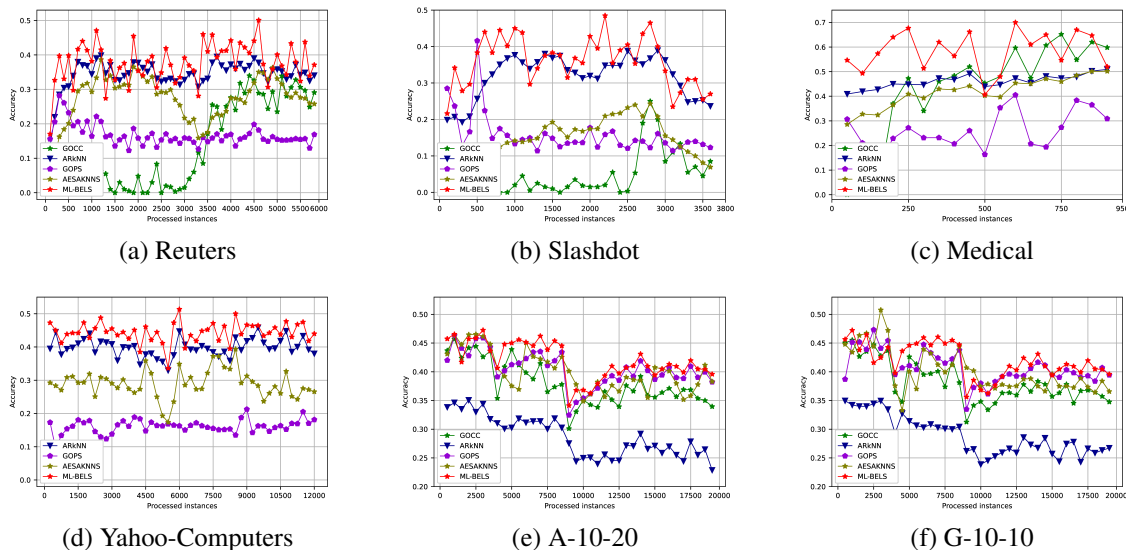 0.5
0.4
0.3
0.2
0.1
0.0
Accuracy
GOCC
ARkNN
GOPS
AESAKNNS
ML-BELS
0 500 1000 1500 2000 2500 3000 3500 4000 4500 5000 5500 6000
Processed instances
(a) Reuters
0.5
0.4
0.3
0.2
0.1
0.0
Accuracy
GOCC
ARkNN
GOPS
AESAKNNS
ML-BELS
0 500 1000 1500 2000 2500 3000 3500 3800
Processed instances
(b) Slashdot
0.7
0.6
0.5
0.4
0.3
0.2
0.1
0.0
Accuracy
GOCC
ARkNN
GOPS
AESAKNNS
ML-BELS
0 250 500 750 950
Processed instances
(c) Medical
0.5
0.4
0.3
0.2
0.1
0.0
Accuracy
ARkNN
GOPS
AESAKNNS
ML-BELS
0 1500 3000 4500 6000 7500 9000 10500 12000
Processed instances
(d) Yahoo-Computers
0.50
0.45
0.40
0.35
0.30
0.25
0.20
Accuracy
GOCC
ARkNN
GOPS
AESAKNNS
ML-BELS
0 2500 5000 7500 10000 12500 15000 17500 20000
Processed instances
(e) A-10-20
0.50
0.45
0.40
0.35
0.30
0.25
0.20
Accuracy
GOCC
ARkNN
GOPS
AESAKNNS
ML-BELS
0 2500 5000 7500 10000 12500 15000 17500 20000
Processed instances
(f) G-10-10